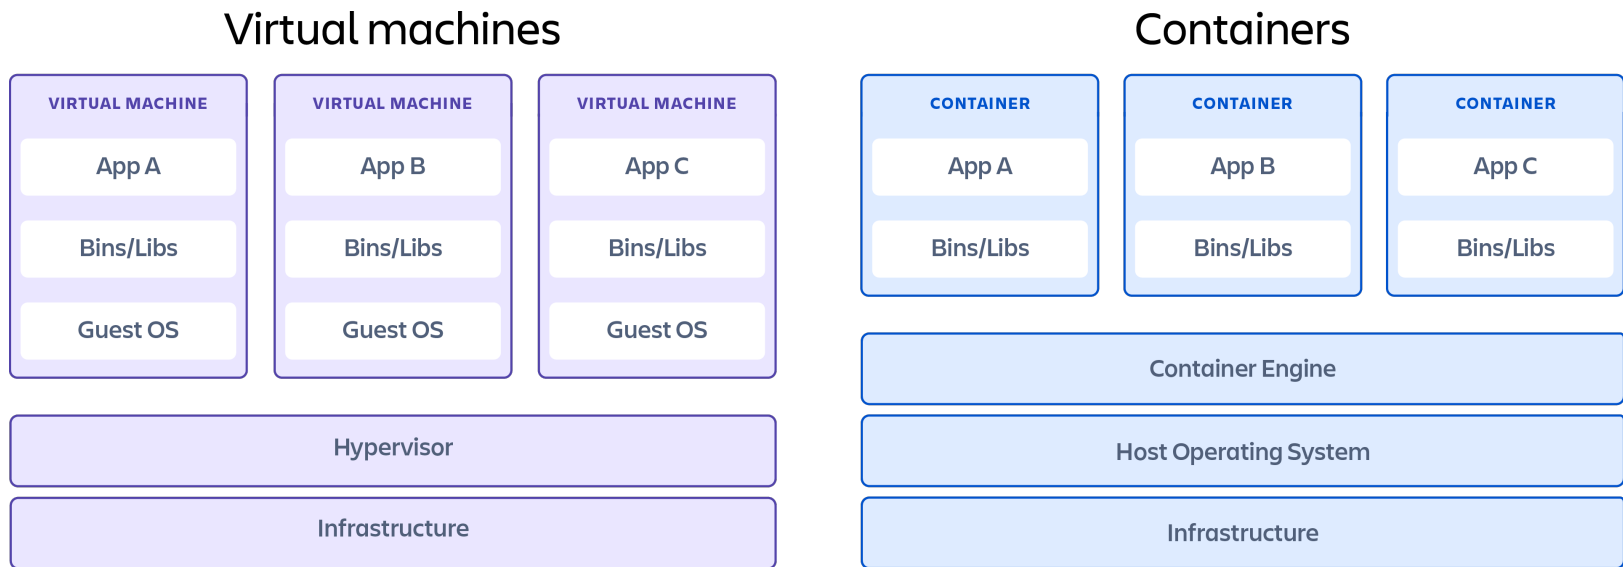 Virtual machines
VIRTUAL MACHINE
App A
Bins/Libs
Guest OS
VIRTUAL MACHINE
App B
Bins/Libs
Guest OS
VIRTUAL MACHINE
App C
Bins/Libs
Guest OS
Hypervisor
Infrastructure
Containers
CONTAINER
App A
Bins/Libs
CONTAINER
App B
Bins/Libs
CONTAINER
App C
Bins/Libs
Container Engine
Host Operating System
Infrastructure